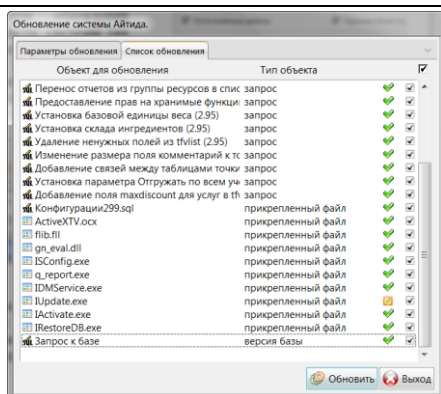 Обновление системы Айтида.
Параметры обновления Список обновления
Объект для обновления Тип объекта
Перенос отчетов из группы ресурсов в спис запрос
Предоставление прав на хранимые функци запрос
Установка базовой единицы веса (2.95) запрос
Установка склада ингредиентов (2.95) запрос
Удаление ненужных полей из tfvlist (2.95) запрос
Изменение размера поля комментарий к то запрос
Добавление связей между таблицами точки запрос
Установка параметра Отгружать по всем уч запрос
Добавление поля maxdiscount для услуг в tfv запрос
Конфигурации299.sql прикрепленный файл
ActiveXTV.ocx прикрепленный файл
flib.fll прикрепленный файл
gn_eval.dll прикрепленный файл
ISConfig.exe прикрепленный файл
q_report.exe прикрепленный файл
IDMService.exe прикрепленный файл
IUpdate.exe прикрепленный файл
IActivate.exe прикрепленный файл
IRestoreDB.exe прикрепленный файл
Запрос к базе версия базы
Обновить Выход